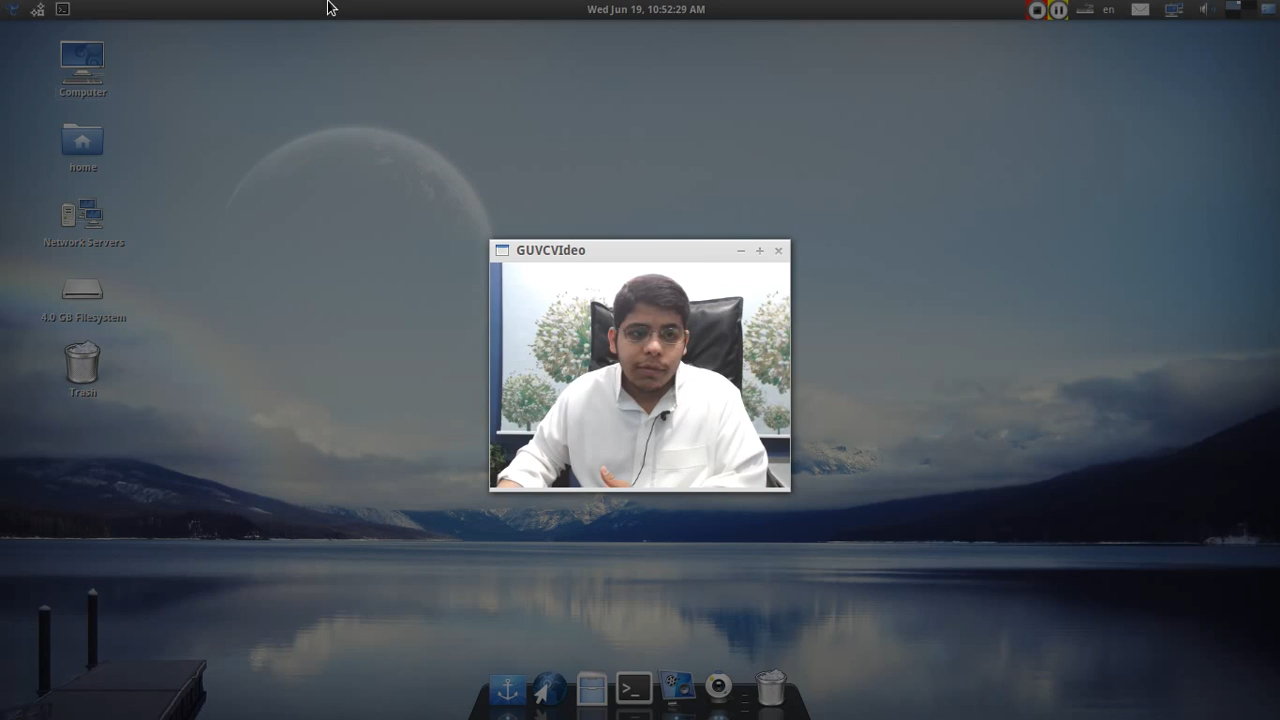 Wed Jun 19, 10:52:29 AM
en
Computer
home
Network Servers
4.0 GB Filesystem
Trash
GUVCVIdeo